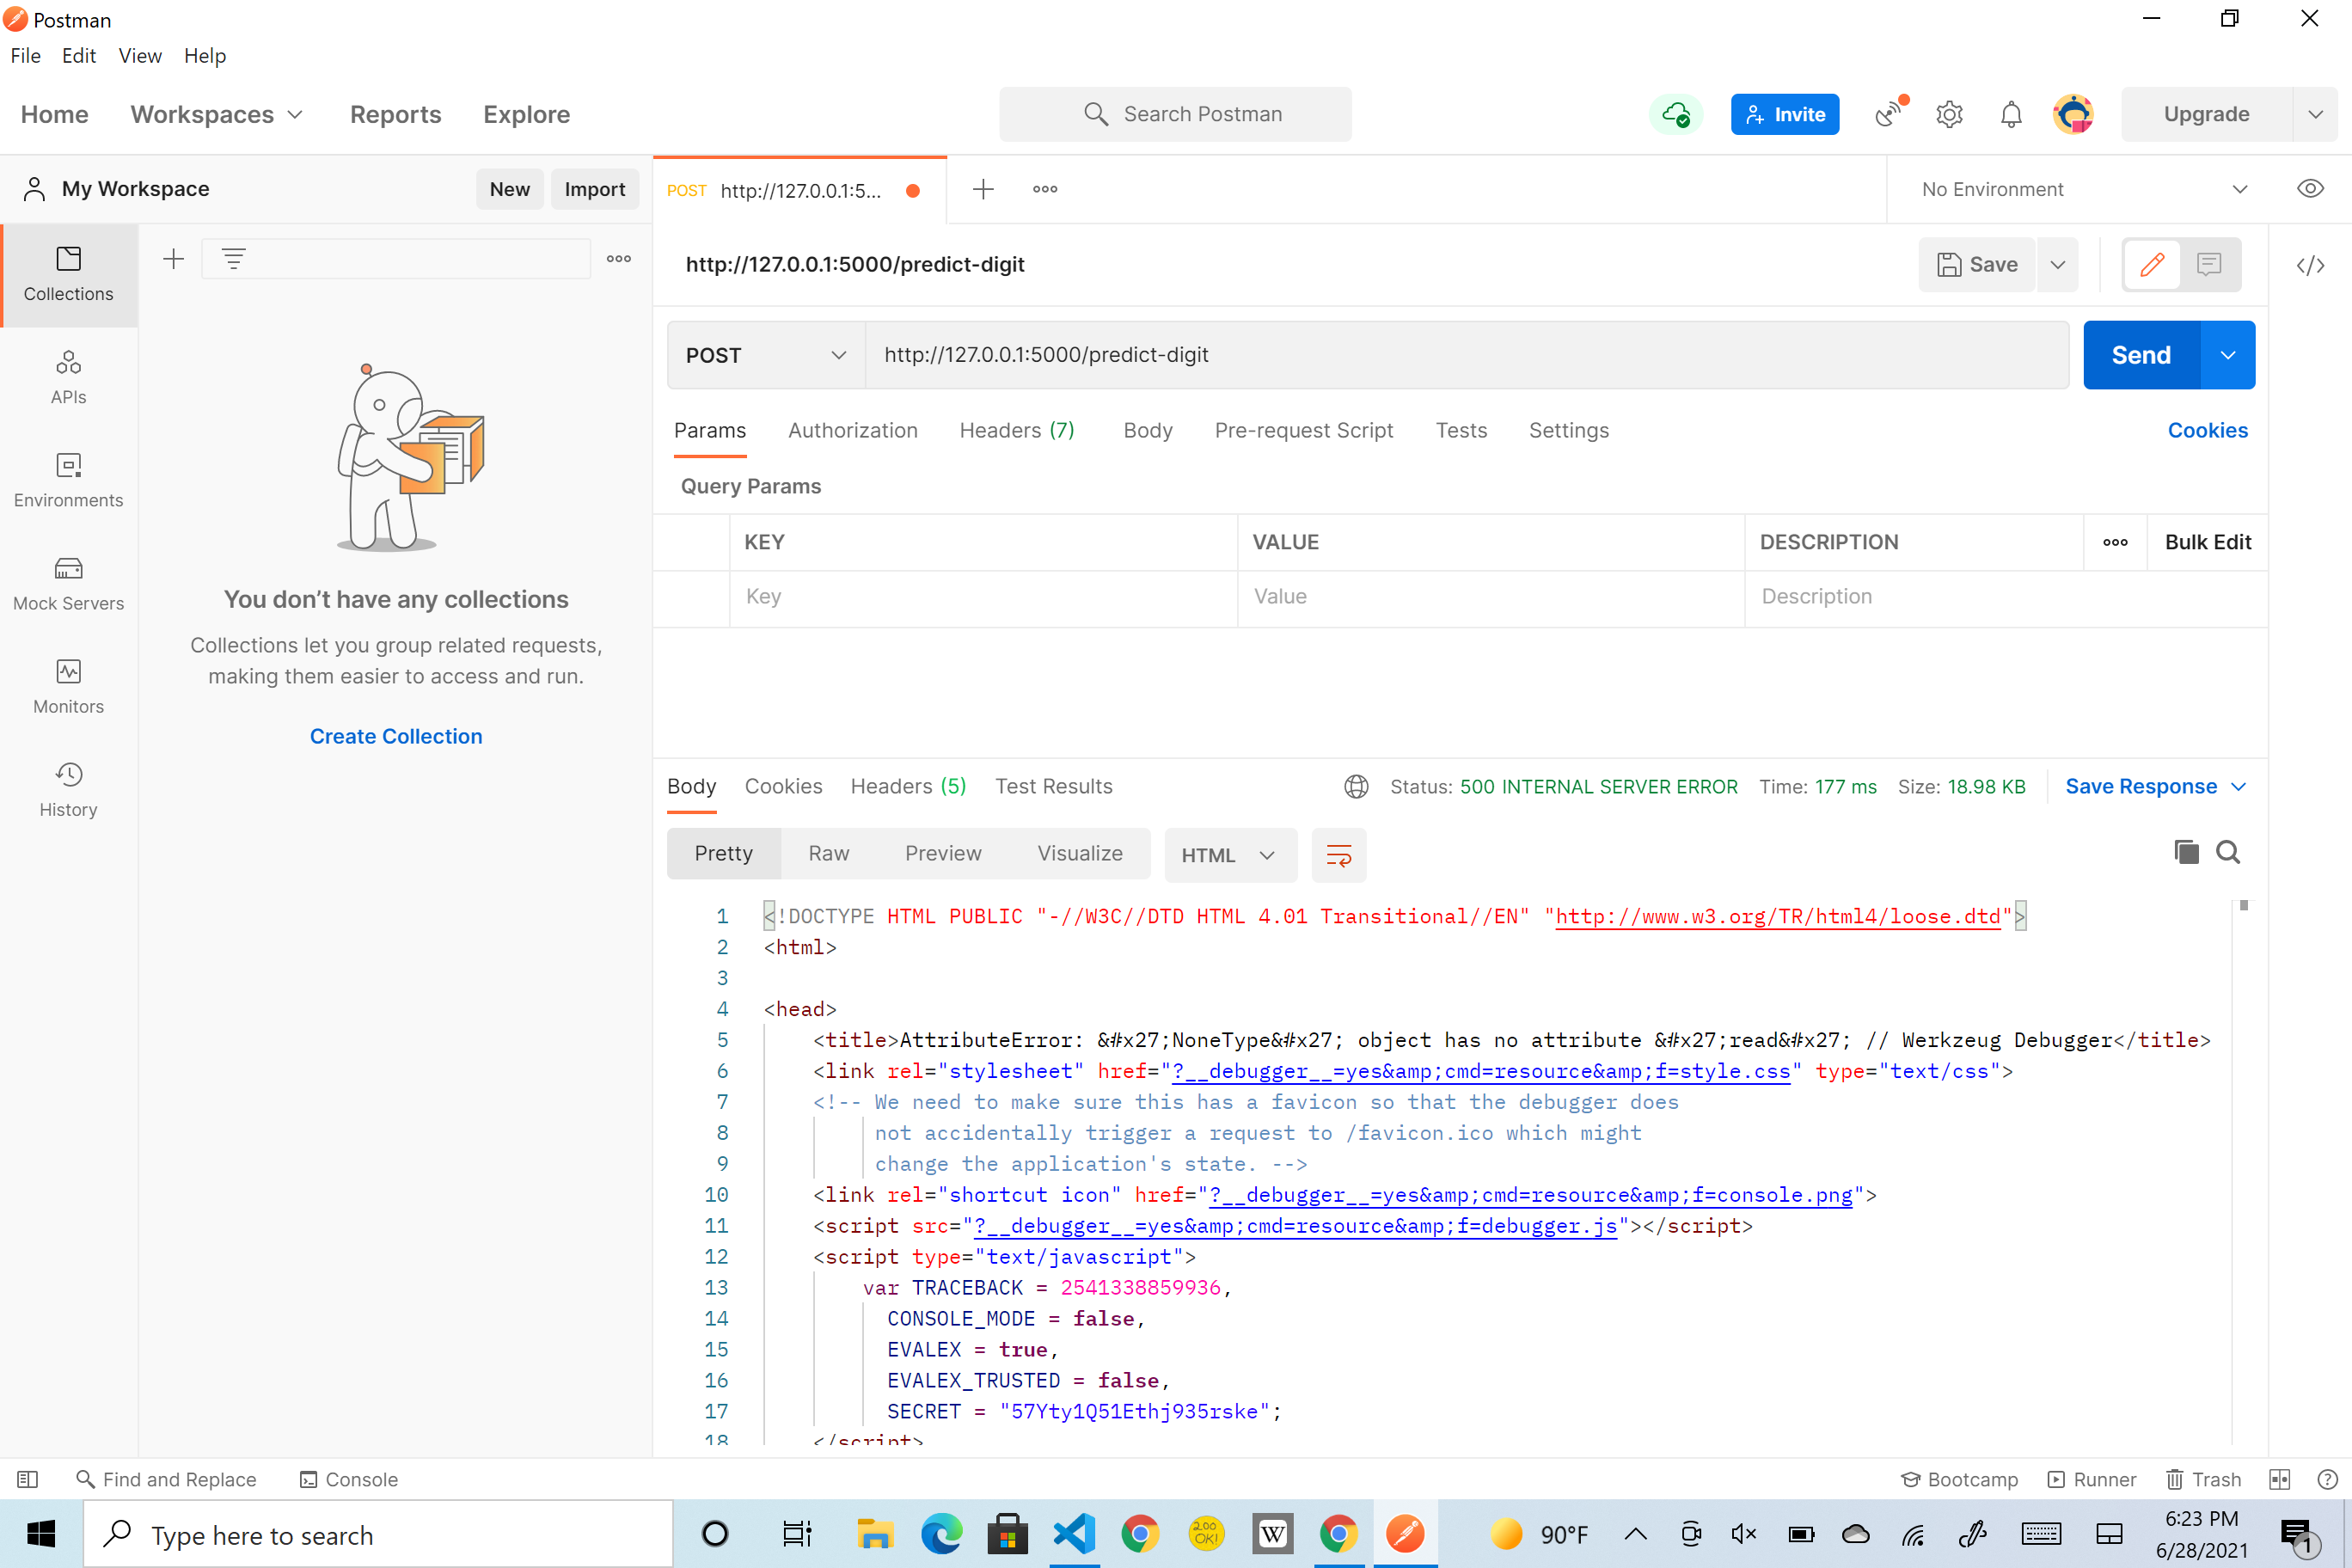 Postman
File Edit View Help
Home Workspaces Reports Explore Search Postman Invite Upgrade
My Workspace New Import POST http://127.0.0.1:5... No Environment
Collections
APIs
Environments
Mock Servers
Monitors
History
You don’t have any collections
Collections let you group related requests,
making them easier to access and run.
Create Collection
http://127.0.0.1:5000/predict-digit Save
POST http://127.0.0.1:5000/predict-digit Send
Params Authorization Headers (7) Body Pre-request Script Tests Settings Cookies
Query Params
KEY VALUE DESCRIPTION Bulk Edit
Key Value Description
Body Cookies Headers (5) Test Results Status: 500 INTERNAL SERVER ERROR Time: 177 ms Size: 18.98 KB Save Response
Pretty Raw Preview Visualize HTML
1 <!DOCTYPE HTML PUBLIC "-//W3C//DTD HTML 4.01 Transitional//EN" "http://www.w3.org/TR/html4/loose.dtd">
2 <html>
3
4 <head>
5 <title>AttributeError: &#x27;NoneType&#x27; object has no attribute &#x27;read&#x27; // Werkzeug Debugger</title>
6 <link rel="stylesheet" href="?__debugger__=yes&amp;cmd=resource&amp;f=style.css" type="text/css">
7 <!-- We need to make sure this has a favicon so that the debugger does
8 not accidentally trigger a request to /favicon.ico which might
9 change the application's state. -->
10 <link rel="shortcut icon" href="?__debugger__=yes&amp;cmd=resource&amp;f=console.png">
11 <script src="?__debugger__=yes&amp;cmd=resource&amp;f=debugger.js"></script>
12 <script type="text/javascript">
13 var TRACEBACK = 2541338859936,
14 CONSOLE_MODE = false,
15 EVALEX = true,
16 EVALEX_TRUSTED = false,
17 SECRET = "57Yty1Q51Ethj935rske";
18 </script>
Find and Replace Console Bootcamp Runner Trash
Type here to search 200 OK! W 90°F 6:23 PM
6/28/2021 1